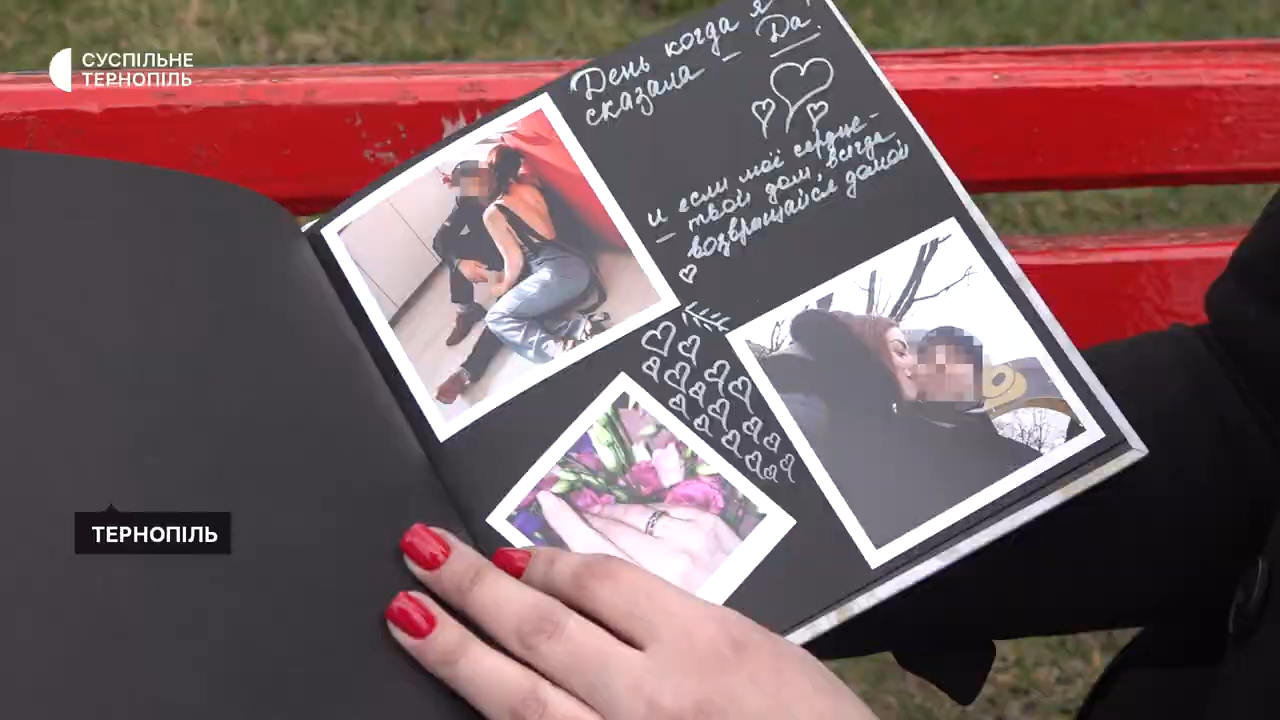 СУСПІЛЬНЕ
ТЕРНОПІЛЬ
День когда я
сказала – Да!
и если моё сердце –
твой дом, всегда
возвращайся домой
ТЕРНОПІЛЬ